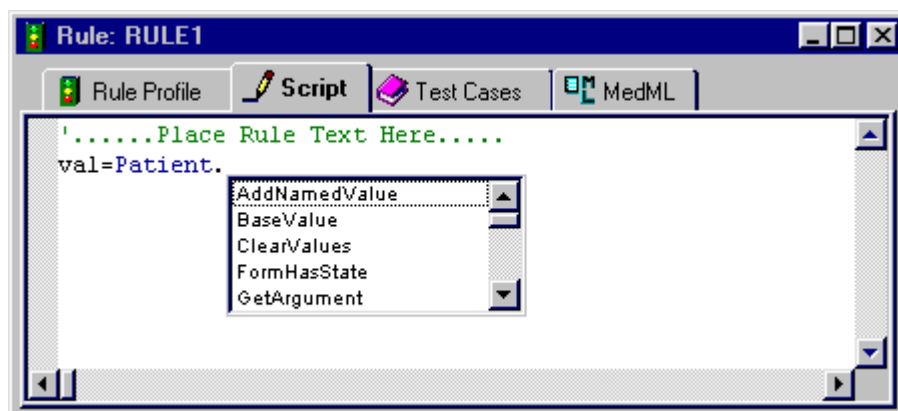 Rule: RULE1
Rule Profile Script Test Cases MedML
'......Place Rule Text Here.....
val=Patient.
AddNamedValue
BaseValue
ClearValues
FormHasState
GetArgument